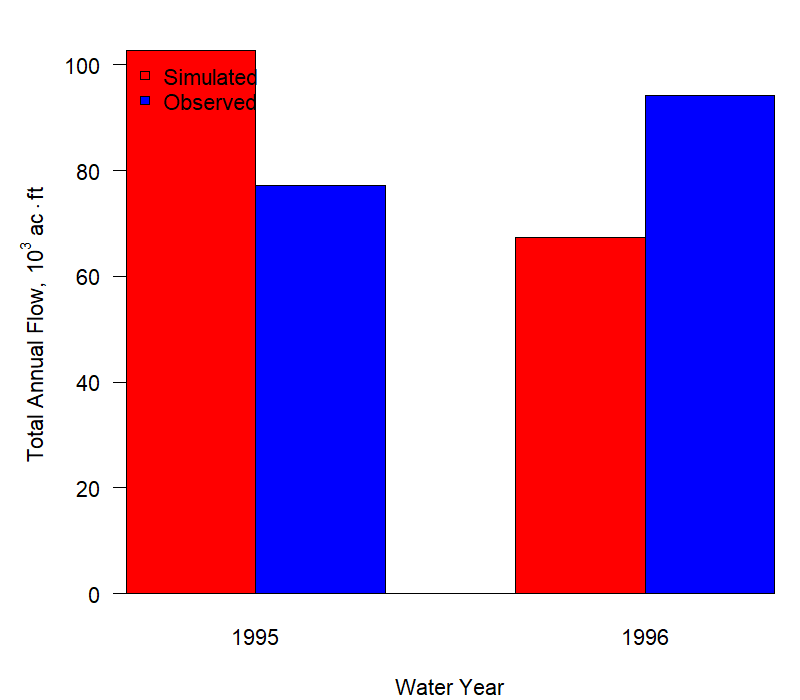 100
80
60
40
20
0
Total Annual Flow, 10³ ac·ft
Simulated
Observed
1995
1996
Water Year